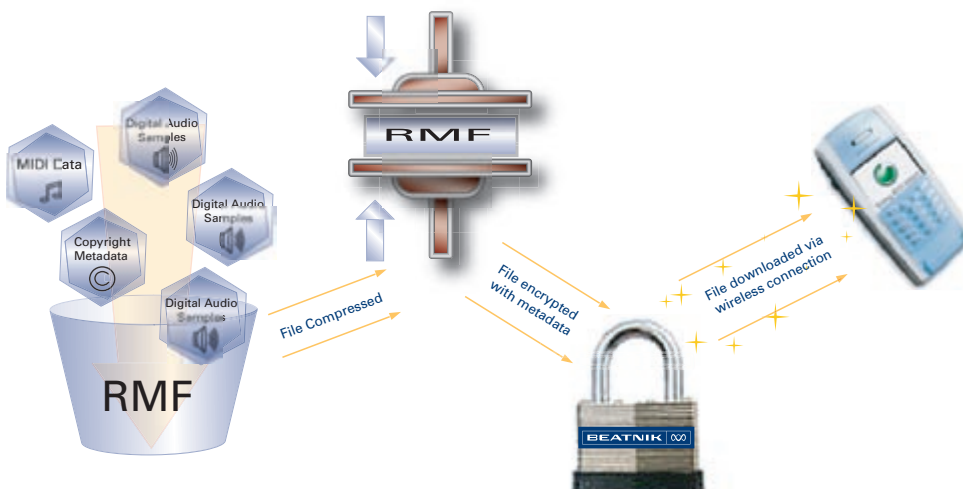 Digital Audio
Samples
MIDI Data
Digital Audio
Samples
Copyright
Metadata
©
Digital Audio
Samples
RMF
File Compressed
RMF
File encrypted
with metadata
BEATNIK
File downloaded via
wireless connection